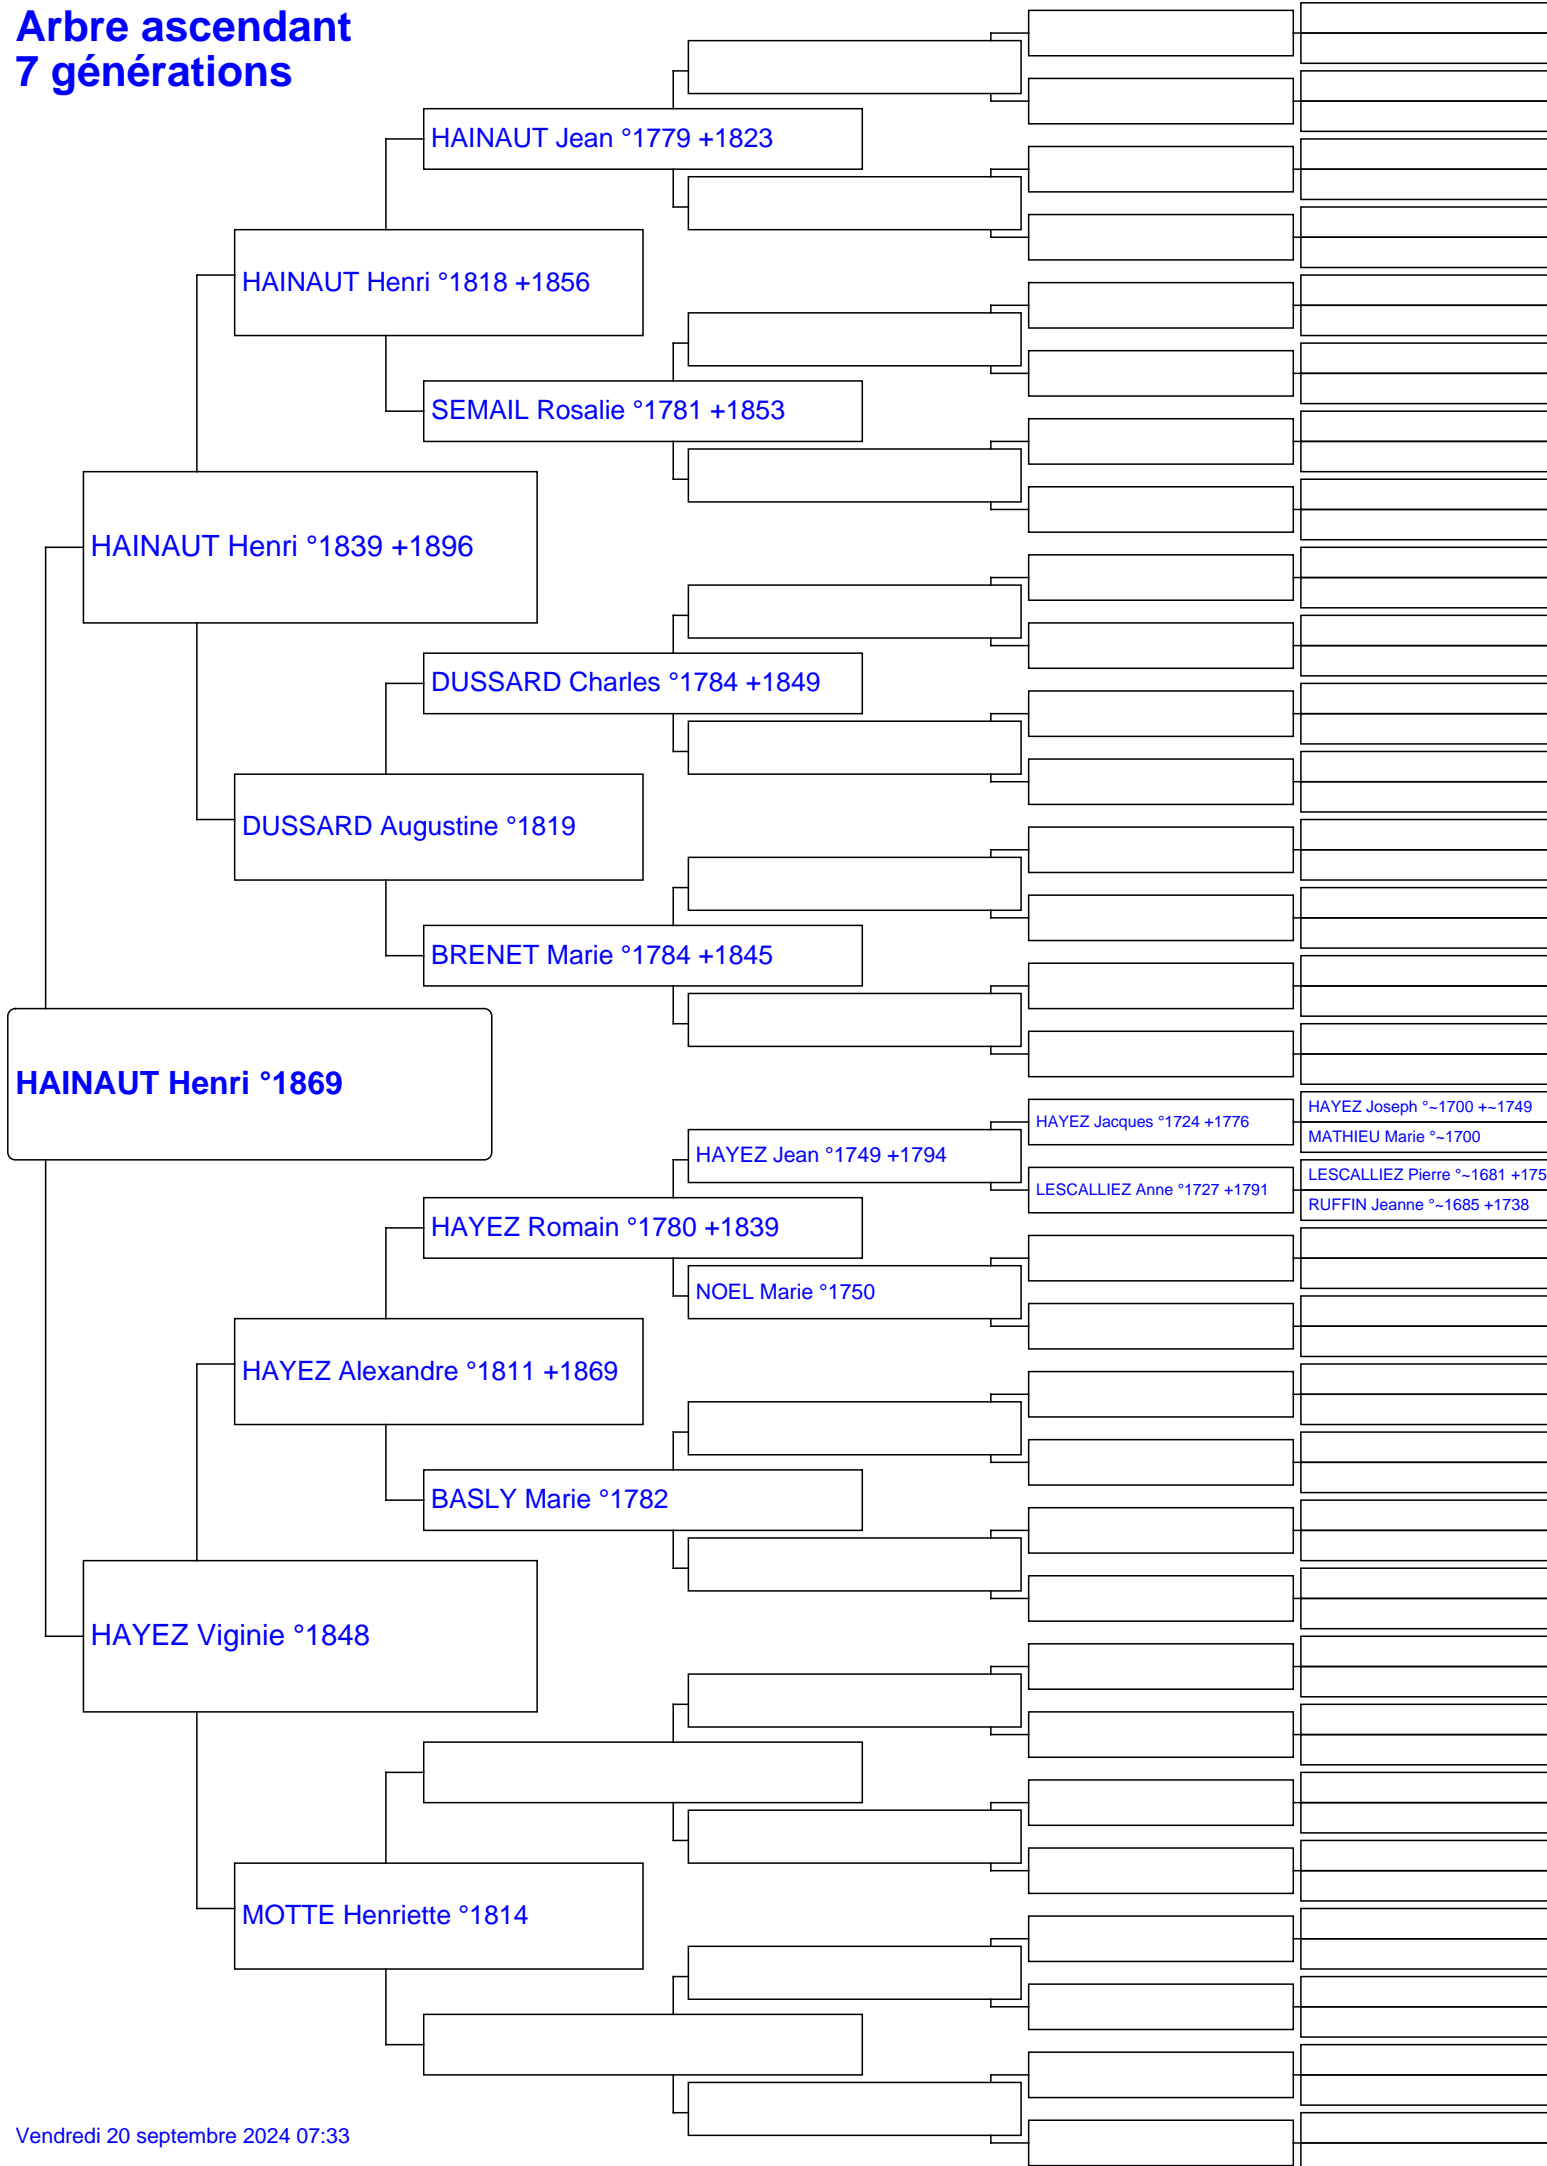 Arbre ascendant
7 générations
HAINAUT Jean °1779 +1823
HAINAUT Henri °1818 +1856
SEMAIL Rosalie °1781 +1853
HAINAUT Henri °1839 +1896
DUSSARD Charles °1784 +1849
DUSSARD Augustine °1819
BRENET Marie °1784 +1845
HAINAUT Henri °1869
HAYEZ Jacques °1724 +1776
HAYEZ Joseph °~1700 +~1749
MATHIEU Marie °~1700
HAYEZ Jean °1749 +1794
LESCALLIEZ Anne °1727 +1791
LESCALLIEZ Pierre °~1681 +175
RUFFIN Jeanne °~1685 +1738
HAYEZ Romain °1780 +1839
NOEL Marie °1750
HAYEZ Alexandre °1811 +1869
BASLY Marie °1782
HAYEZ Viginie °1848
MOTTE Henriette °1814
Vendredi 20 septembre 2024 07:33